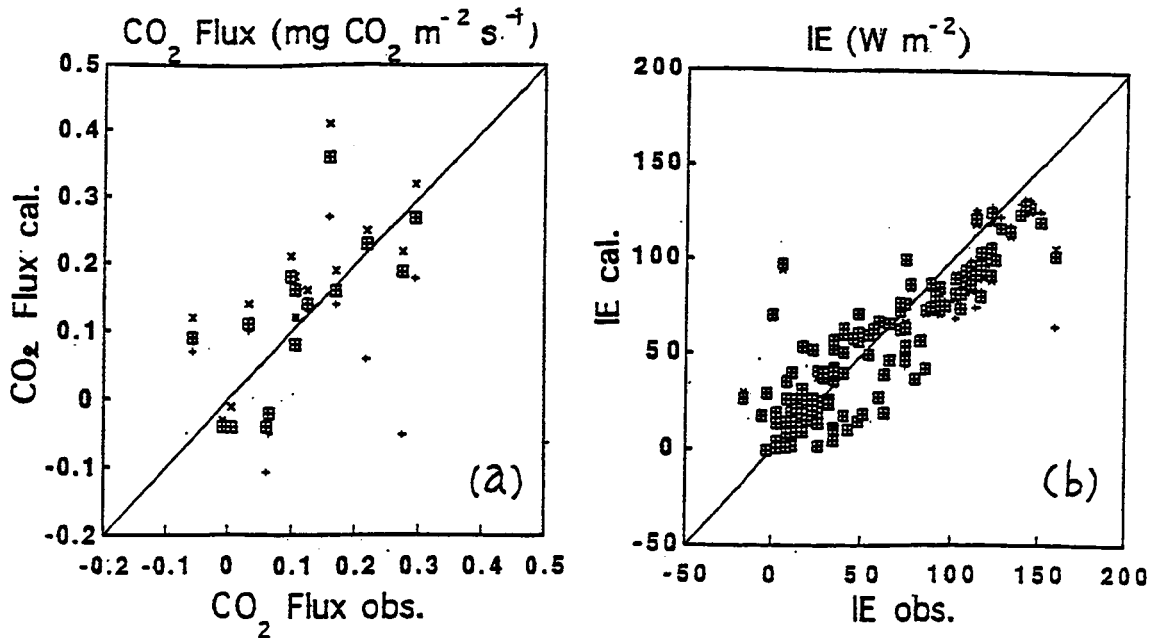 CO₂ Flux (mg CO₂ m⁻² s⁻¹)
0.5
0.4
0.3
0.2
0.1
0
-0.1
-0.2
CO₂ Flux cal.
-0.2 -0.1 0 0.1 0.2 0.3 0.4 0.5
CO₂ Flux obs.
(a)
lE (W m⁻²)
200
150
100
50
0
-50
lE cal.
-50 0 50 100 150 200
lE obs.
(b)